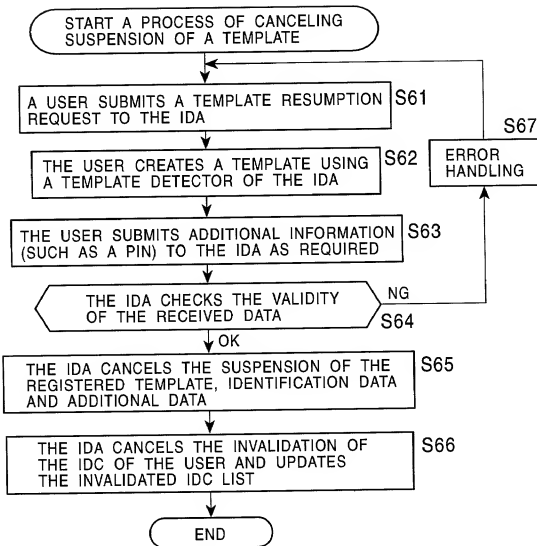 START A PROCESS OF CANCELING
SUSPENSION OF A TEMPLATE
A USER SUBMITS A TEMPLATE RESUMPTION
REQUEST TO THE IDA
S61
THE USER CREATES A TEMPLATE USING
A TEMPLATE DETECTOR OF THE IDA
S62
S67
ERROR
HANDLING
THE USER SUBMITS ADDITIONAL INFORMATION
(SUCH AS A PIN) TO THE IDA AS REQUIRED
S63
THE IDA CHECKS THE VALIDITY
OF THE RECEIVED DATA
NG
S64
OK
THE IDA CANCELS THE SUSPENSION OF THE
REGISTERED TEMPLATE, IDENTIFICATION DATA
AND ADDITIONAL DATA
S65
THE IDA CANCELS THE INVALIDATION OF
THE IDC OF THE USER AND UPDATES
THE INVALIDATED IDC LIST
S66
END